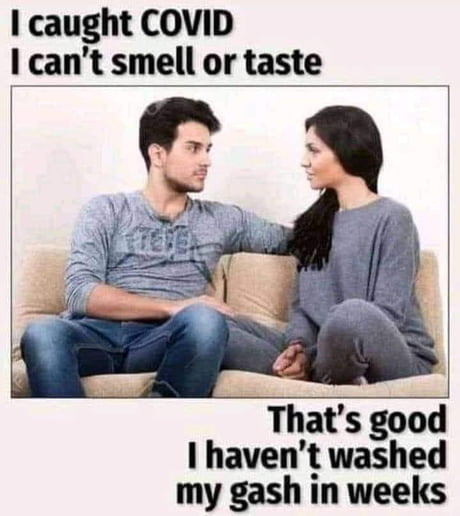 I caught COVID
I can't smell or taste
That's good
I haven't washed
my gash in weeks